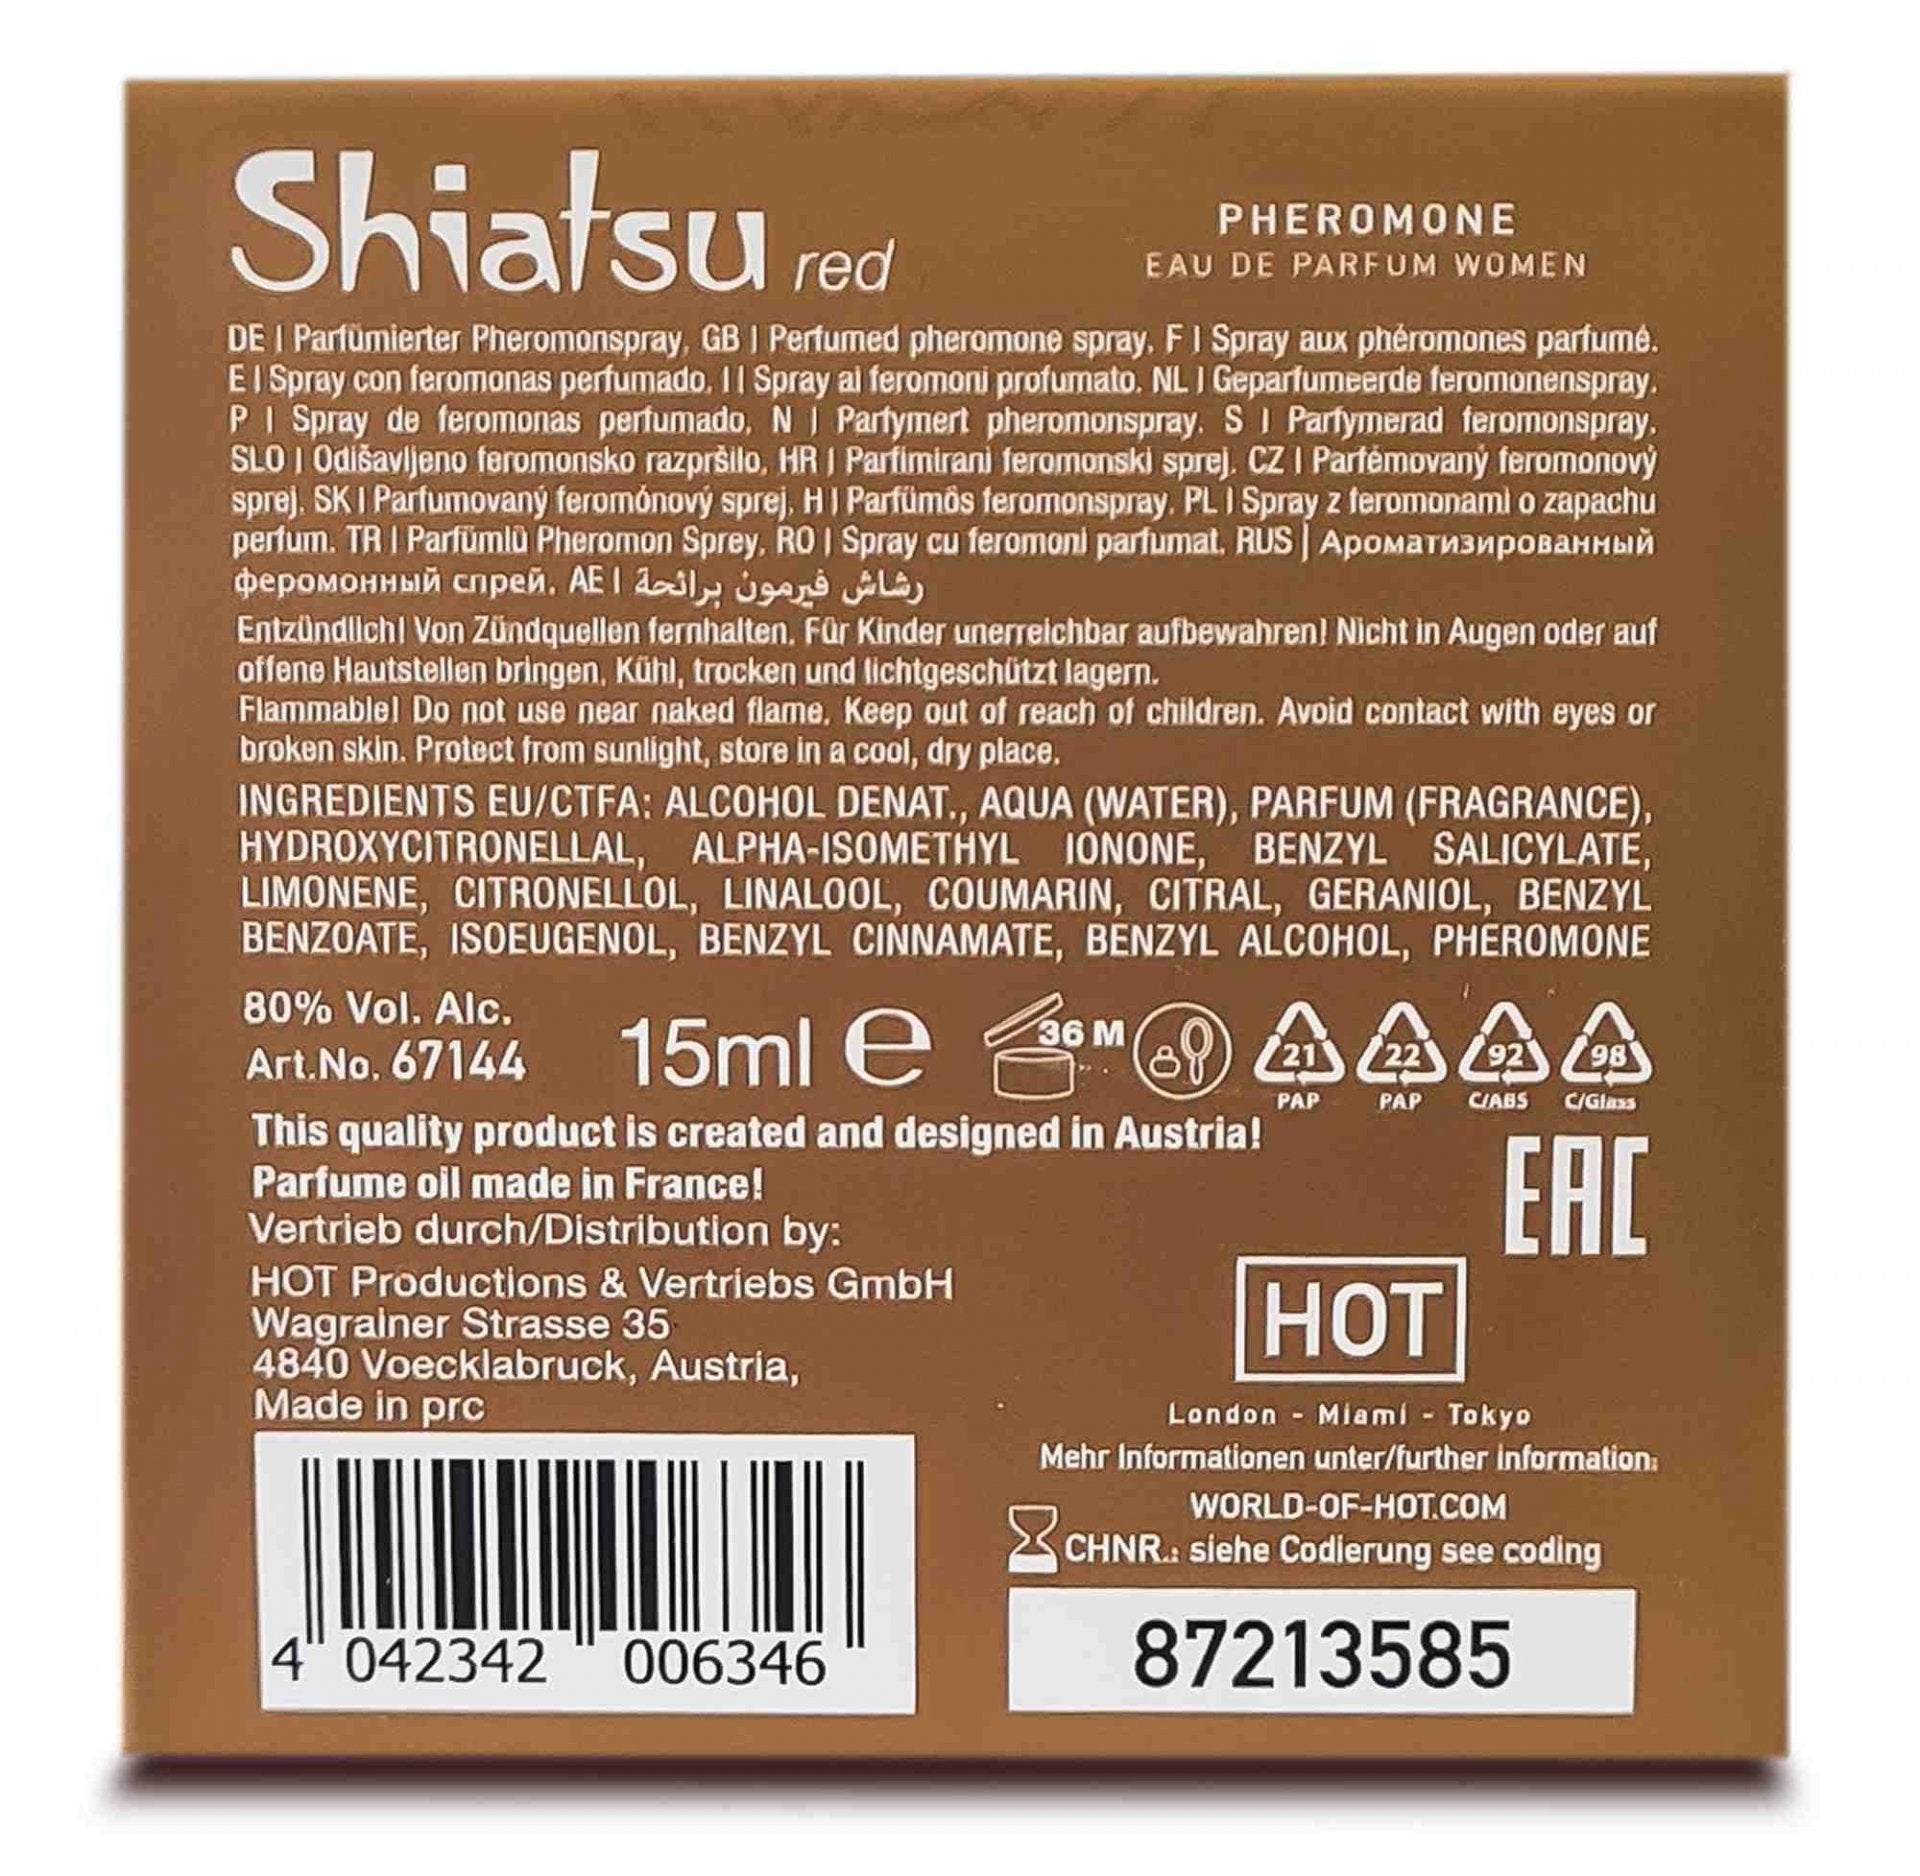 Shiatsu red
PHEROMONE
EAU DE PARFUM WOMEN
DE | Parfümierter Pheromonspray, GB | Perfumed pheromone spray, F | Spray aux phéromones parfumé.
E | Spray con feromonas perfumado, I | Spray al feromoni profumato. NL | Geparfumeerde feromonenspray.
P | Spray de feromonas perfumado, N | Parfymert pheromonspray. S | Parfymerad feromonspray.
SLO | Odišavljeno feromonsko razpršilo, HR | Parfimirani feromonski sprej. CZ | Parfémovaný feromonový
sprej. SK | Parfumovaný feromónový sprej. H | Parfümös feromonspray. PL | Spray z feromonami o zapachu
perfum. TR | Parfümlü Pheromon Sprey, RO | Spray cu feromoni parfumat. RUS | Ароматизированный
феромонный спрей. AE | رشاش فيرمون برائحة
Entzündlich! Von Zündquellen fernhalten. Für Kinder unerreichbar aufbewahren! Nicht in Augen oder auf
offene Hautstellen bringen. Kühl, trocken und lichtgeschützt lagern.
Flammable! Do not use near naked flame. Keep out of reach of children. Avoid contact with eyes or
broken skin. Protect from sunlight, store in a cool, dry place.
INGREDIENTS EU/CTFA: ALCOHOL DENAT., AQUA (WATER), PARFUM (FRAGRANCE),
HYDROXYCITRONELLAL, ALPHA-ISOMETHYL IONONE, BENZYL SALICYLATE,
LIMONENE, CITRONELLOL, LINALOOL, COUMARIN, CITRAL, GERANIOL, BENZYL
BENZOATE, ISOEUGENOL, BENZYL CINNAMATE, BENZYL ALCOHOL, PHEROMONE
80% Vol. Alc.
Art.No. 67144
15ml e
36 M
21 22 92 98
PAP PAP C/ABS C/Glass
This quality product is created and designed in Austria!
Parfume oil made in France!
EAC
Vertrieb durch/Distribution by:
HOT Productions & Vertriebs GmbH
Wagrainer Strasse 35
4840 Voecklabruck, Austria,
Made in prc
HOT
London - Miami - Tokyo
Mehr Informationen unter/further information:
WORLD-OF-HOT.COM
CHNR.: siehe Codierung see coding
4 042342 006346
87213585